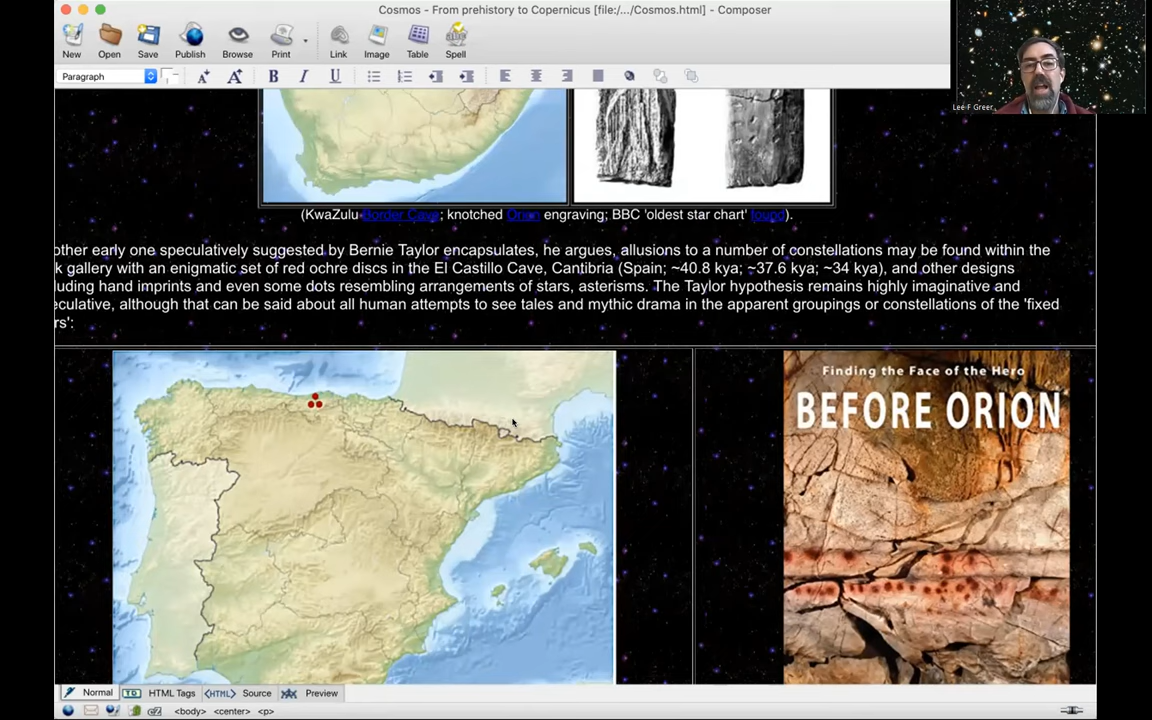 Cosmos - From prehistory to Copernicus [file:/.../Cosmos.html] - Composer
New Open Save Publish Browse Print Link Image Table Spell
Paragraph
B I U
Lee F Greer
(KwaZulu Border Cave; knotched Orion engraving; BBC 'oldest star chart' found).
other early one speculatively suggested by Bernie Taylor encapsulates, he argues, allusions to a number of constellations may be found within the
k gallery with an enigmatic set of red ochre discs in the El Castillo Cave, Cantibria (Spain; ~40.8 kya; ~37.6 kya; ~34 kya), and other designs
uding hand imprints and even some dots resembling arrangements of stars, asterisms. The Taylor hypothesis remains highly imaginative and
eculative, although that can be said about all human attempts to see tales and mythic drama in the apparent groupings or constellations of the 'fixed
rs':
Finding the Face of the Hero
BEFORE ORION
Normal TD HTML Tags <HTML> Source Preview
<body> <center> <p>